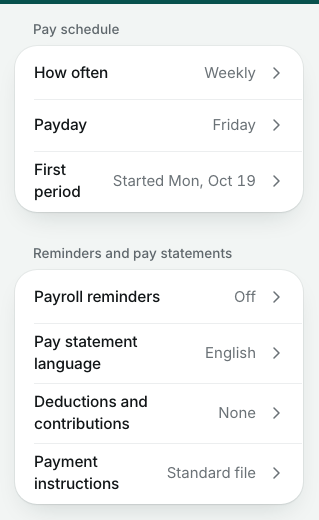 Pay schedule
How often Weekly
Payday Friday
First
period Started Mon, Oct 19
Reminders and pay statements
Payroll reminders Off
Pay statement
language English
Deductions and
contributions None
Payment
instructions Standard file